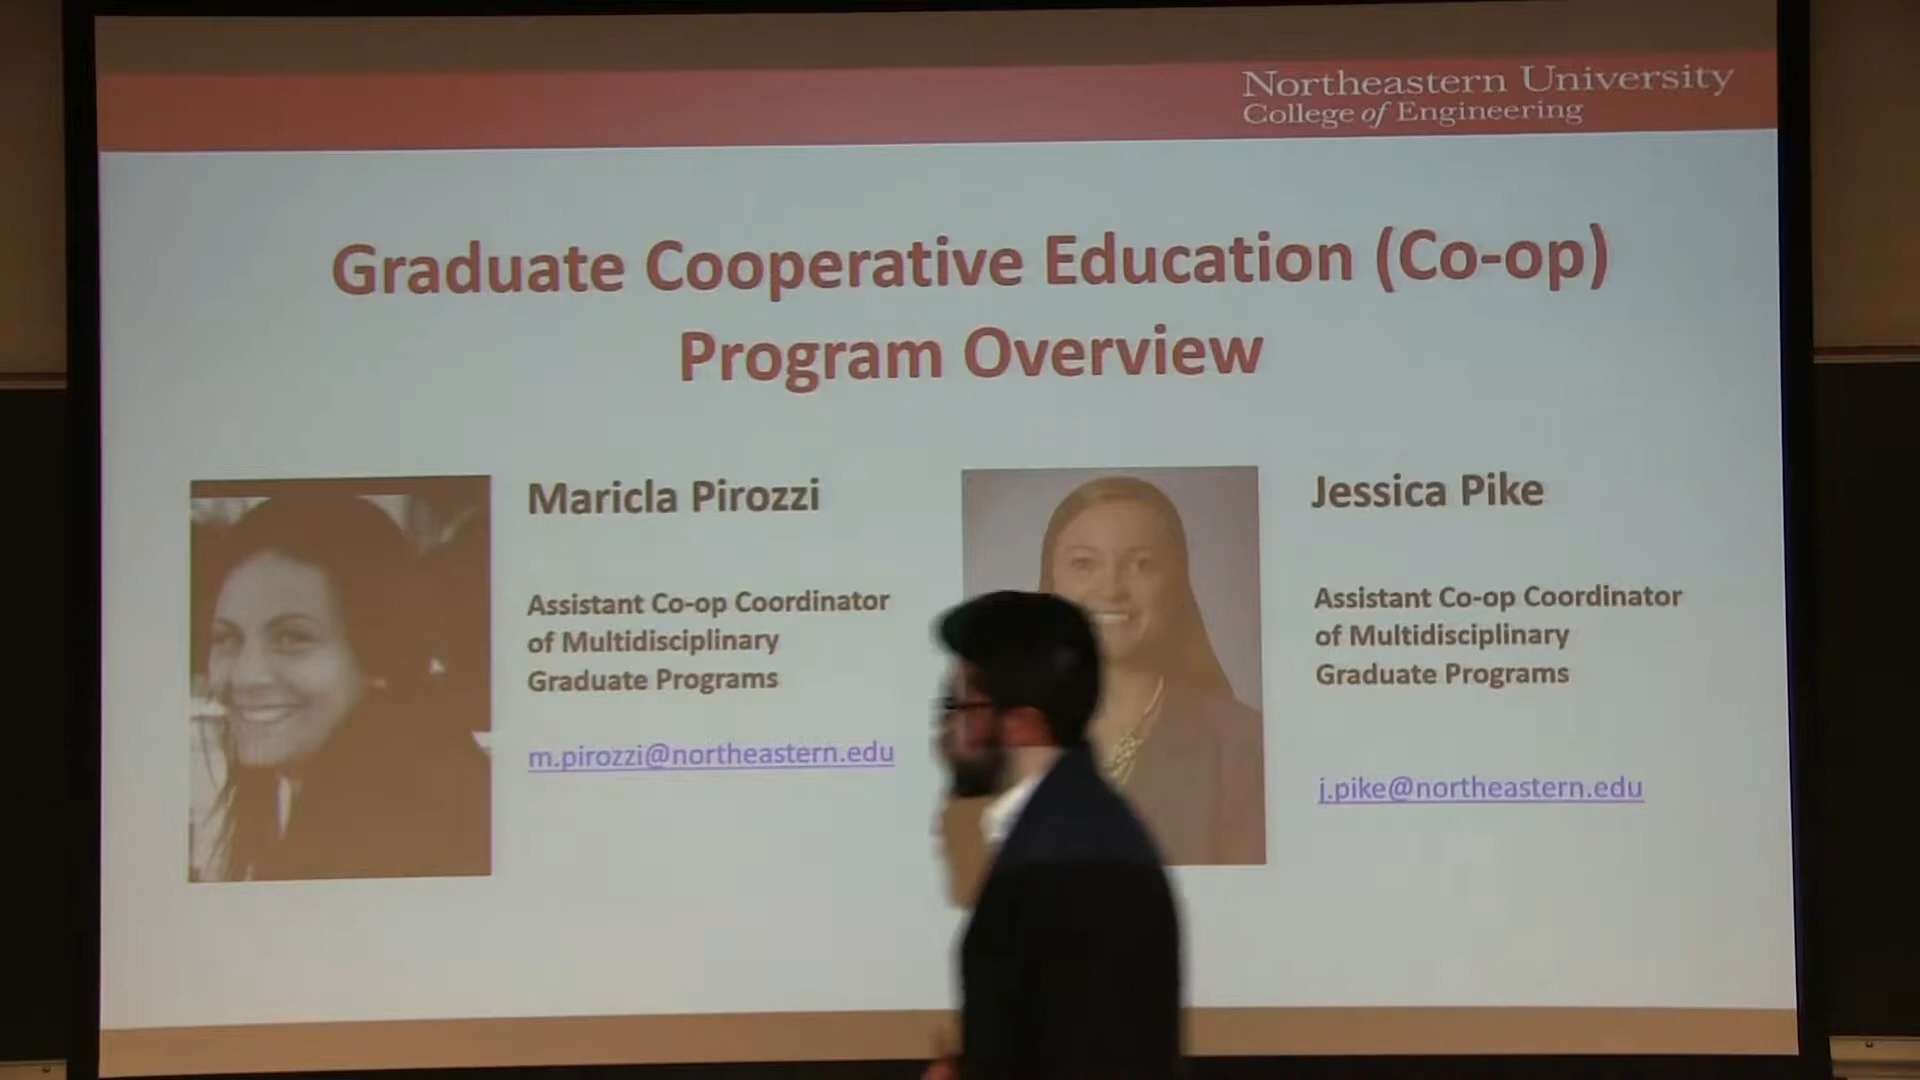 Northeastern University
College of Engineering
Graduate Cooperative Education (Co-op)
Program Overview
Maricla Pirozzi
Assistant Co-op Coordinator
of Multidisciplinary
Graduate Programs
m.pirozzi@northeastern.edu
Jessica Pike
Assistant Co-op Coordinator
of Multidisciplinary
Graduate Programs
j.pike@northeastern.edu